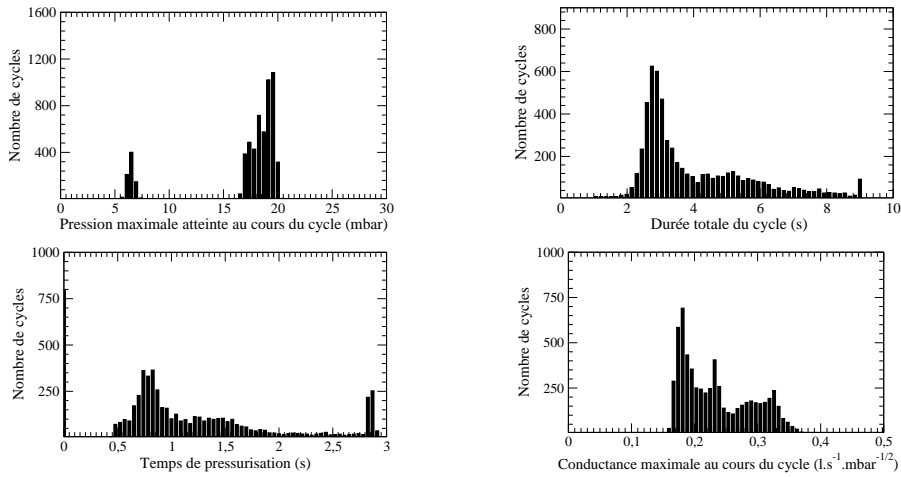 1600
1200
800
400
Nombre de cycles
0 5 10 15 20 25 30
Pression maximale atteinte au cours du cycle (mbar)
800
600
400
200
Nombre de cycles
0 2 4 6 8 10
Durée totale du cycle (s)
1000
750
500
250
Nombre de cycles
0 0,5 1 1,5 2 2,5 3
Temps de pressurisation (s)
1000
750
500
250
Nombre de cycles
0 0,1 0,2 0,3 0,4 0,5
Conductance maximale au cours du cycle (l.s⁻¹.mbar⁻¹/²)